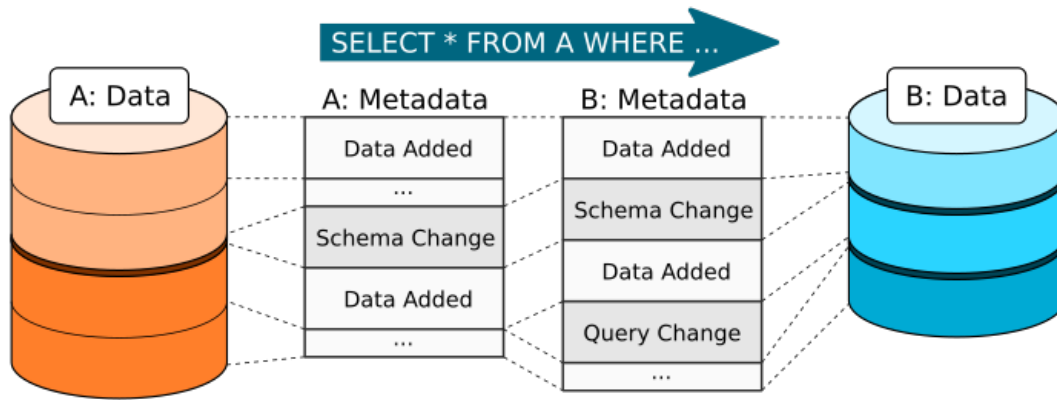 SELECT * FROM A WHERE ...
A: Data
A: Metadata
B: Metadata
B: Data
Data Added
...
Schema Change
Data Added
...
Data Added
Schema Change
Data Added
Query Change
...